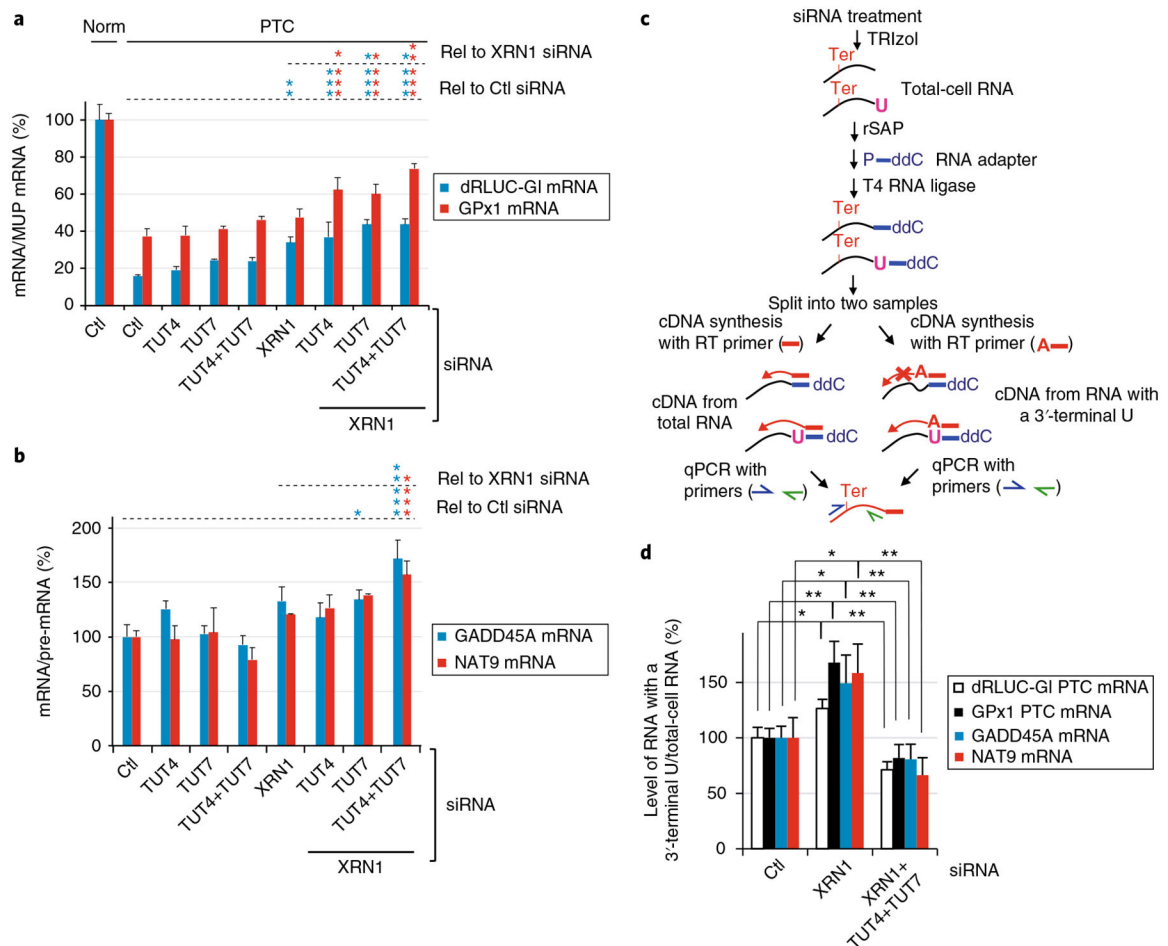 a
Norm
PTC
Rel to XRN1 siRNA
Rel to Ctl siRNA
mRNA/MUP mRNA (%)
100
80
60
40
20
0
dRLUC-Gl mRNA
GPx1 mRNA
Ctl
Ctl
TUT4
TUT7
TUT4+TUT7
XRN1
TUT4
TUT7
TUT4+TUT7
siRNA
XRN1
b
Rel to XRN1 siRNA
Rel to Ctl siRNA
mRNA/pre-mRNA (%)
200
150
100
50
0
GADD45A mRNA
NAT9 mRNA
Ctl
TUT4
TUT7
TUT4+TUT7
XRN1
TUT4
TUT7
TUT4+TUT7
siRNA
XRN1
c
siRNA treatment
TRIzol
Ter
Ter
U
Total-cell RNA
rSAP
P ddC RNA adapter
T4 RNA ligase
Ter
ddC
Ter
U ddC
Split into two samples
cDNA synthesis
with RT primer ( )
cDNA synthesis
with RT primer (A )
ddC
A
ddC
cDNA from
total RNA
U ddC
A
U ddC
cDNA from RNA with
a 3′-terminal U
qPCR with
primers ( )
qPCR with
primers ( )
Ter
d
* **
* **
** **
* **
Level of RNA with a
3′-terminal U/total-cell RNA (%)
150
100
50
0
dRLUC-Gl PTC mRNA
GPx1 PTC mRNA
GADD45A mRNA
NAT9 mRNA
Ctl
XRN1
XRN1+
TUT4+TUT7
siRNA